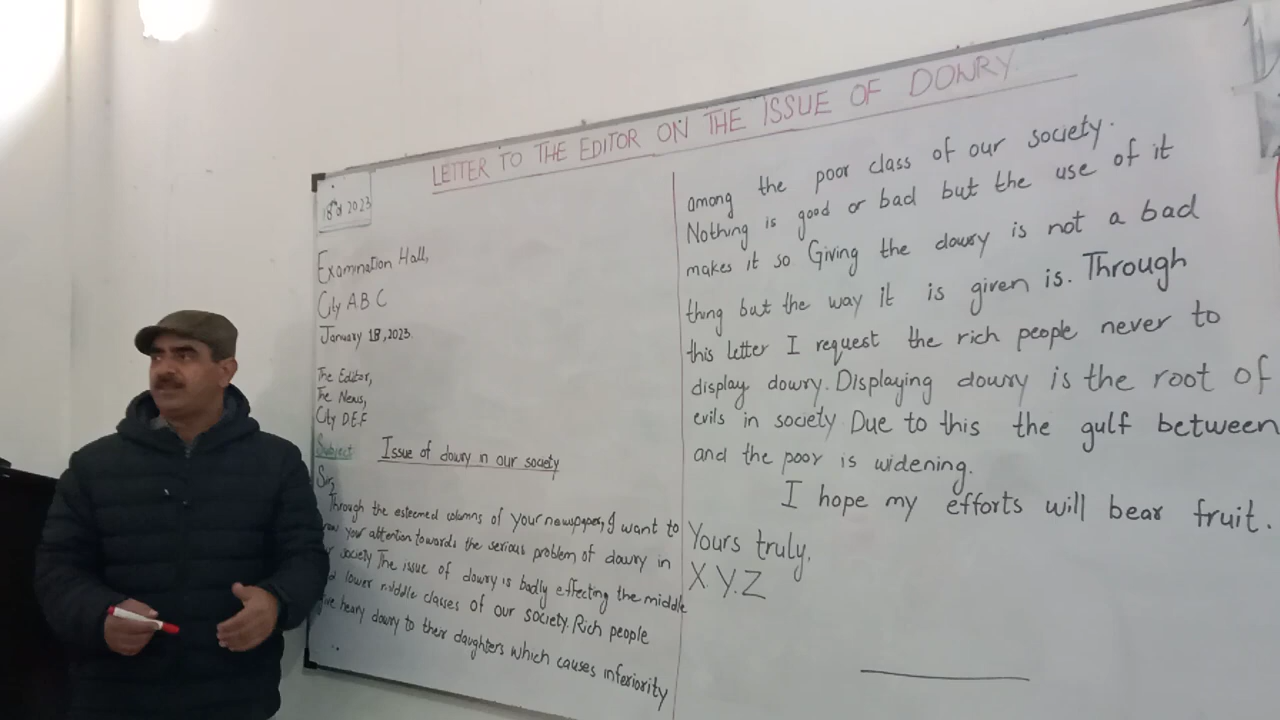 LETTER TO THE EDITOR ON THE ISSUE OF DOWRY
2023
Examination Hall,
City A B C
January 18, 2023.
The Editor,
The News,
City D.E.F
Subject Issue of dowry in our society
Sir,
Through the esteemed columns of your newspaper, I want to
your attention towards the serious problem of dowry in
society The issue of dowry is badly effecting the middle
lower middle classes of our society. Rich people
heavy dowry to their daughters which causes inferiority
among the poor class of our society.
Nothing is good or bad but the use of it
makes it so Giving the dowry is not a bad
thing but the way it is given is. Through
this letter I request the rich people never to
display dowry. Displaying dowry is the root of
evils in society Due to this the gulf between
and the poor is widening.
I hope my efforts will bear fruit.
Yours truly,
X.Y.Z